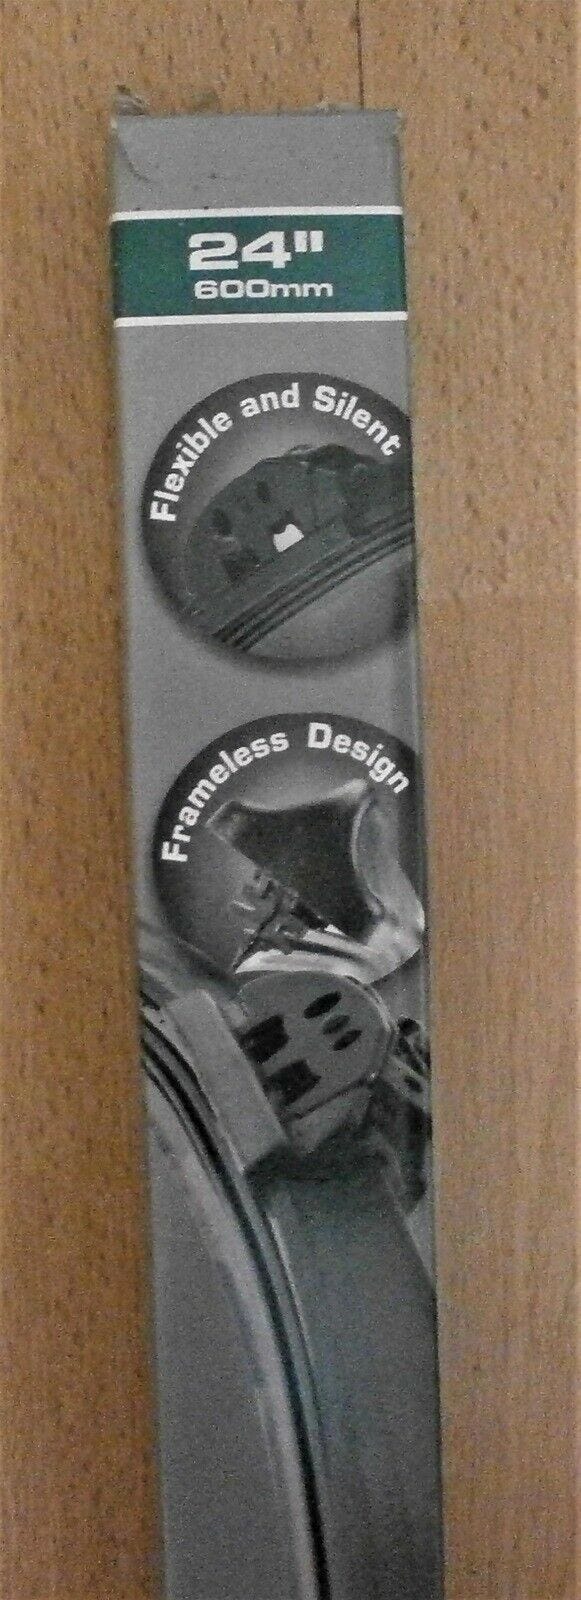 24"
600mm
Flexible and Silent
Frameless Design